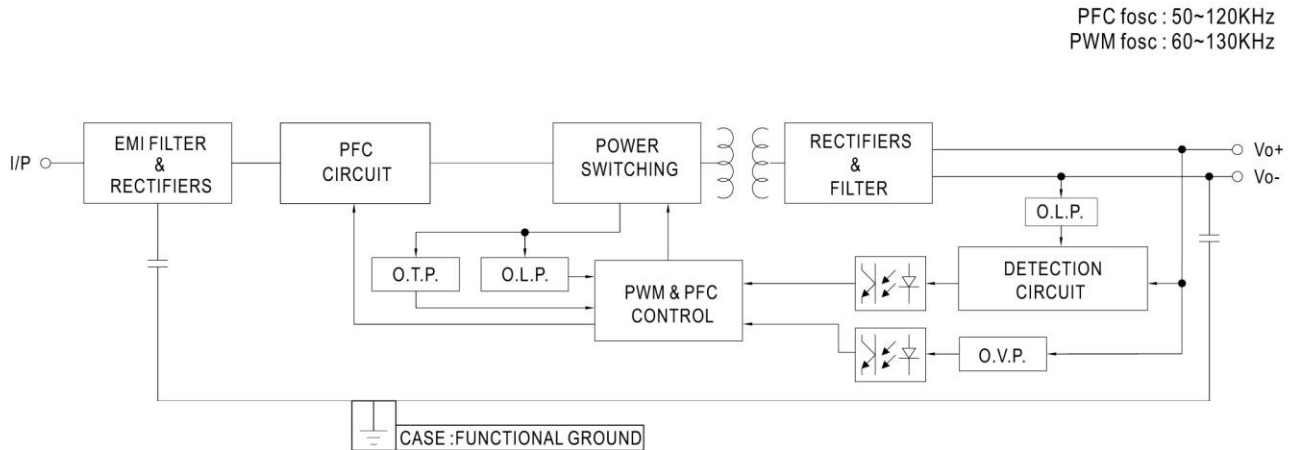 PFC fosc : 50~120KHz
PWM fosc : 60~130KHz
I/P
EMI FILTER
&
RECTIFIERS
PFC
CIRCUIT
POWER
SWITCHING
RECTIFIERS
&
FILTER
Vo+
Vo-
O.L.P.
O.T.P.
O.L.P.
PWM & PFC
CONTROL
DETECTION
CIRCUIT
O.V.P.
CASE :FUNCTIONAL GROUND